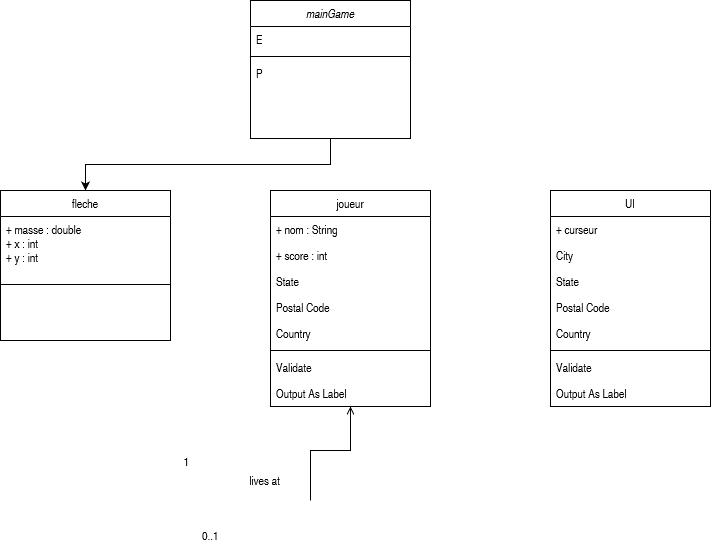 mainGame
E
P
fleche
+ masse : double
+ x : int
+ y : int
joueur
+ nom : String
+ score : int
State
Postal Code
Country
Validate
Output As Label
UI
+ curseur
City
State
Postal Code
Country
Validate
Output As Label
1
lives at
0..1